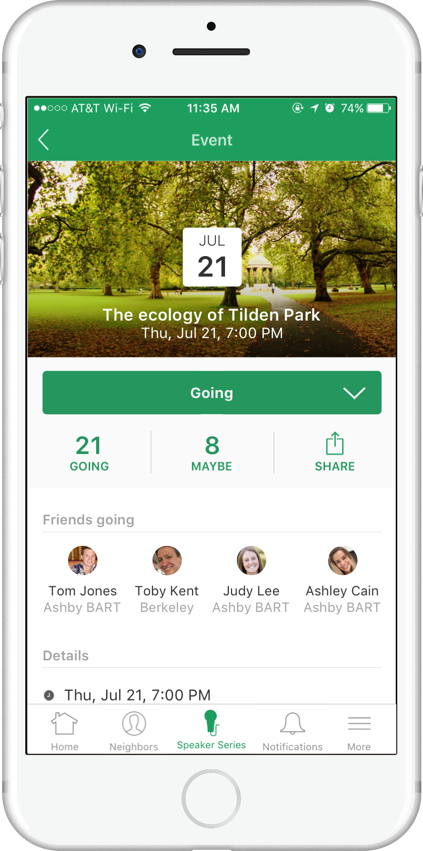 AT&T Wi-Fi 11:35 AM 74%
Event
JUL
21
The ecology of Tilden Park
Thu, Jul 21, 7:00 PM
Going
21 8
GOING MAYBE SHARE
Friends going
Tom Jones Toby Kent Judy Lee Ashley Cain
Ashby BART Berkeley Ashby BART Ashby BART
Details
Thu, Jul 21, 7:00 PM
Home Neighbors Speaker Series Notifications More